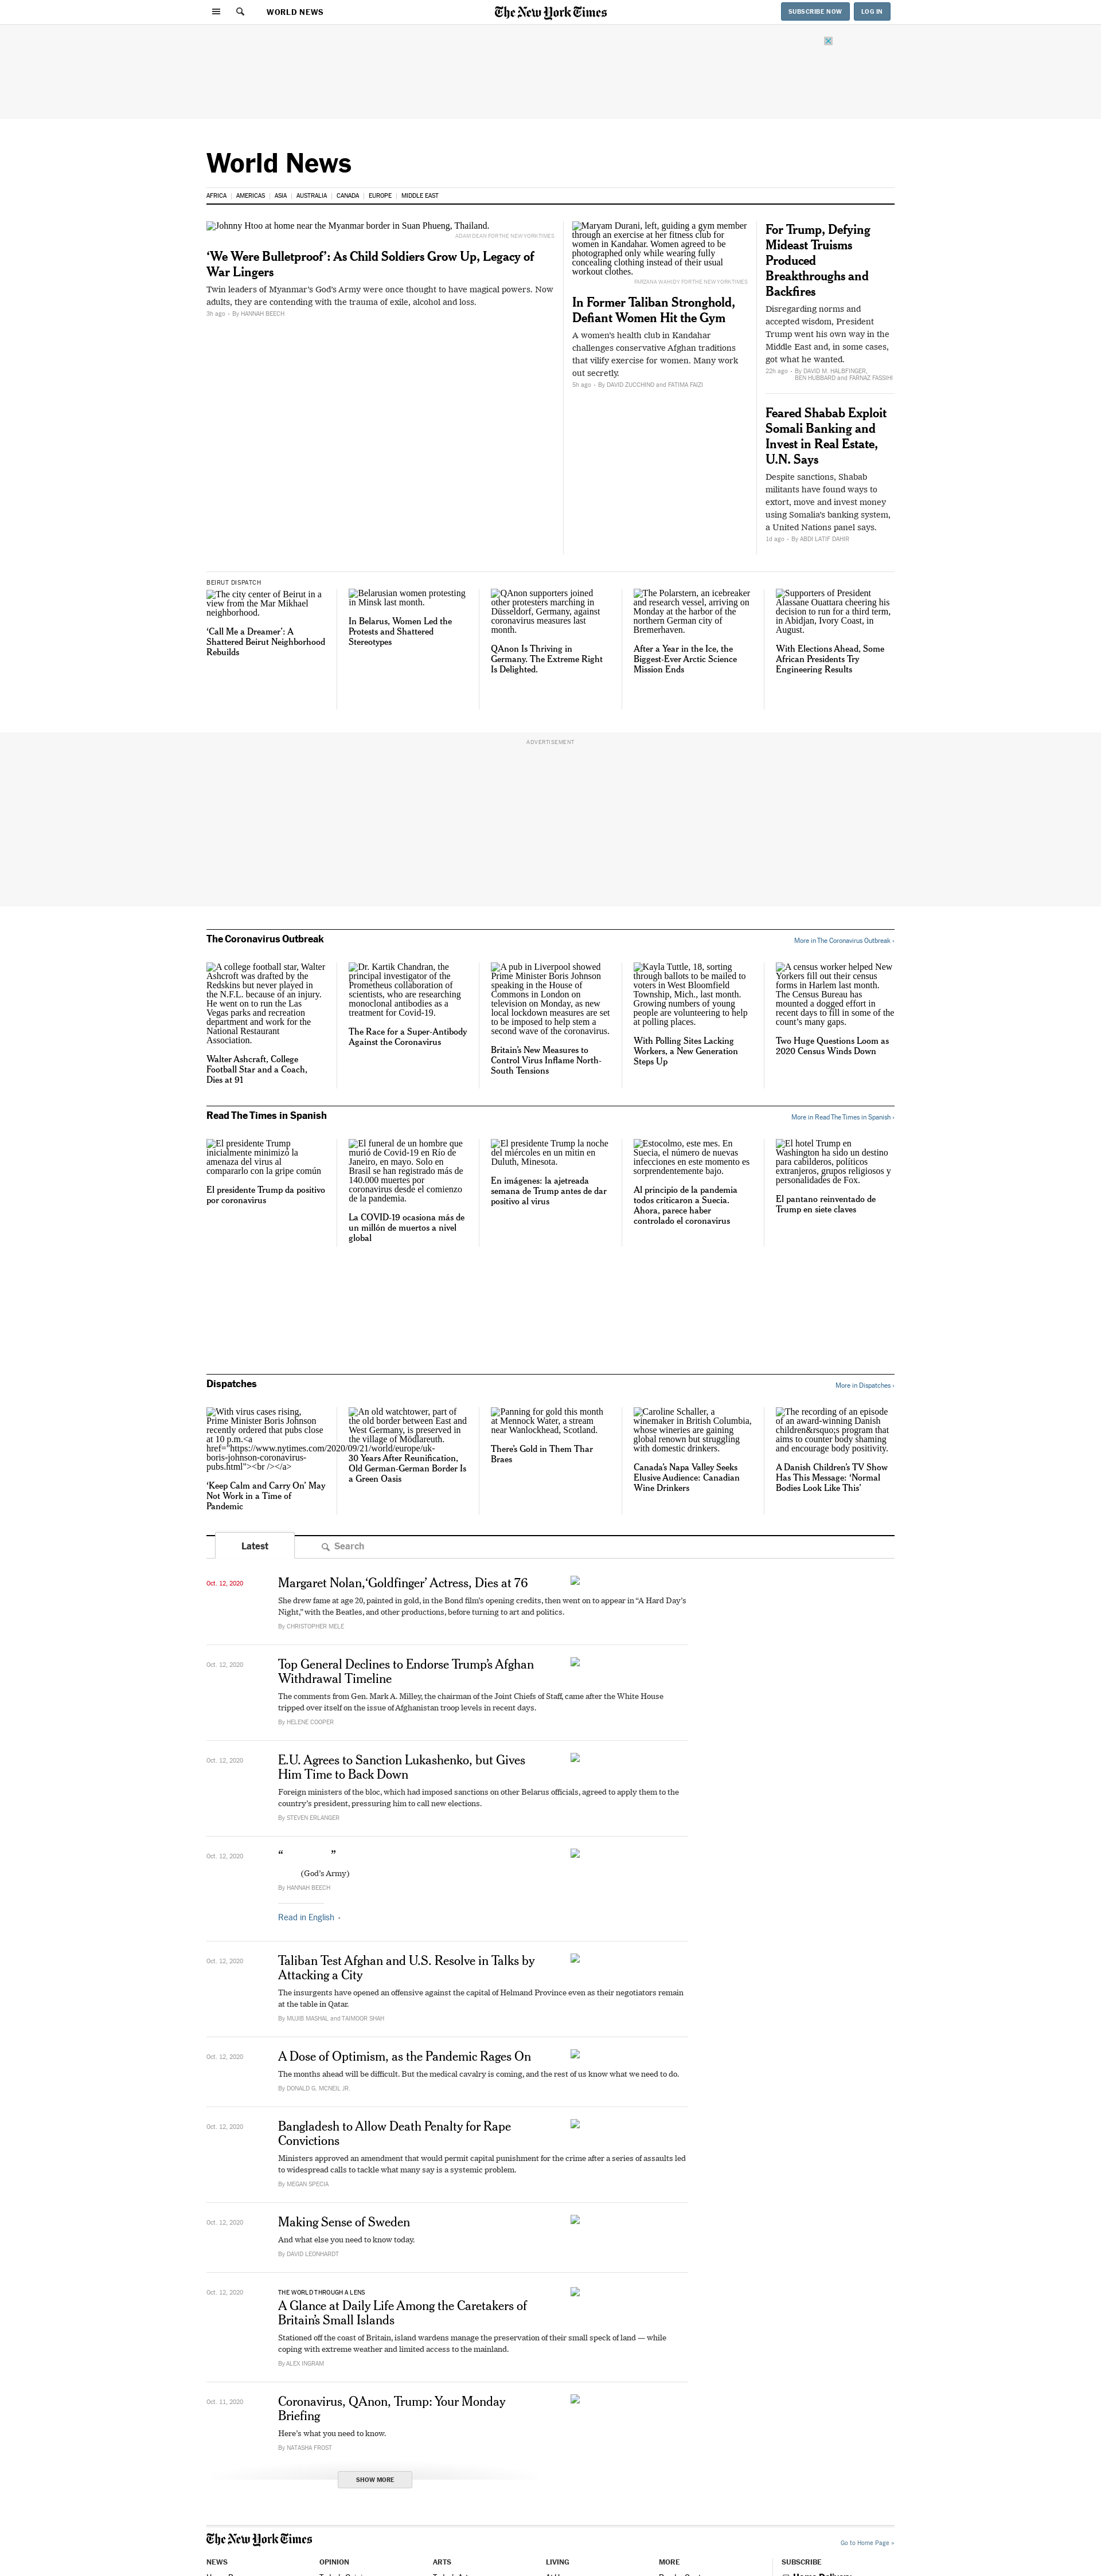 WORLD NEWS
The New York Times
SUBSCRIBE NOW
LOG IN
World News
AFRICA
AMERICAS
ASIA
AUSTRALIA
CANADA
EUROPE
MIDDLE EAST
Johnny Htoo at home near the Myanmar border in Suan Phueng, Thailand.
ADAM DEAN FOR THE NEW YORK TIMES
‘We Were Bulletproof’: As Child Soldiers Grow Up, Legacy of
War Lingers
Twin leaders of Myanmar’s God’s Army were once thought to have magical powers. Now
adults, they are contending with the trauma of exile, alcohol and loss.
3h ago - By HANNAH BEECH
Maryam Durani, left, guiding a gym member
through an exercise at her fitness club for
women in Kandahar. Women agreed to be
photographed only while wearing fully
concealing clothing instead of their usual
workout clothes.
FARZANA WAHIDY FOR THE NEW YORK TIMES
In Former Taliban Stronghold,
Defiant Women Hit the Gym
A women’s health club in Kandahar
challenges conservative Afghan traditions
that vilify exercise for women. Many work
out secretly.
5h ago - By DAVID ZUCCHINO and FATIMA FAIZI
For Trump, Defying
Mideast Truisms
Produced
Breakthroughs and
Backfires
Disregarding norms and
accepted wisdom, President
Trump went his own way in the
Middle East and, in some cases,
got what he wanted.
22h ago - By DAVID M. HALBFINGER,
BEN HUBBARD and FARNAZ FASSIHI
Feared Shabab Exploit
Somali Banking and
Invest in Real Estate,
U.N. Says
Despite sanctions, Shabab
militants have found ways to
extort, move and invest money
using Somalia’s banking system,
a United Nations panel says.
1d ago - By ABDI LATIF DAHIR
BEIRUT DISPATCH
The city center of Beirut in a
view from the Mar Mikhael
neighborhood.
‘Call Me a Dreamer’: A
Shattered Beirut Neighborhood
Rebuilds
Belarusian women protesting
in Minsk last month.
In Belarus, Women Led the
Protests and Shattered
Stereotypes
QAnon supporters joined
other protesters marching in
Düsseldorf, Germany, against
coronavirus measures last
month.
QAnon Is Thriving in
Germany. The Extreme Right
Is Delighted.
The Polarstern, an icebreaker
and research vessel, arriving on
Monday at the harbor of the
northern German city of
Bremerhaven.
After a Year in the Ice, the
Biggest-Ever Arctic Science
Mission Ends
Supporters of President
Alassane Ouattara cheering his
decision to run for a third term,
in Abidjan, Ivory Coast, in
August.
With Elections Ahead, Some
African Presidents Try
Engineering Results
ADVERTISEMENT
The Coronavirus Outbreak
More in The Coronavirus Outbreak ›
A college football star, Walter
Ashcroft was drafted by the
Redskins but never played in
the N.F.L. because of an injury.
He went on to run the Las
Vegas parks and recreation
department and work for the
National Restaurant
Association.
Walter Ashcraft, College
Football Star and a Coach,
Dies at 91
Dr. Kartik Chandran, the
principal investigator of the
Prometheus collaboration of
scientists, who are researching
monoclonal antibodies as a
treatment for Covid-19.
The Race for a Super-Antibody
Against the Coronavirus
A pub in Liverpool showed
Prime Minister Boris Johnson
speaking in the House of
Commons in London on
television on Monday, as new
local lockdown measures are set
to be imposed to help stem a
second wave of the coronavirus.
Britain’s New Measures to
Control Virus Inflame North-
South Tensions
Kayla Tuttle, 18, sorting
through ballots to be mailed to
voters in West Bloomfield
Township, Mich., last month.
Growing numbers of young
people are volunteering to help
at polling places.
With Polling Sites Lacking
Workers, a New Generation
Steps Up
A census worker helped New
Yorkers fill out their census
forms in Harlem last month.
The Census Bureau has
mounted a dogged effort in
recent days to fill in some of the
count’s many gaps.
Two Huge Questions Loom as
2020 Census Winds Down
Read The Times in Spanish
More in Read The Times in Spanish ›
El presidente Trump
inicialmente minimizó la
amenaza del virus al
compararlo con la gripe común
El presidente Trump da positivo
por coronavirus
El funeral de un hombre que
murió de Covid-19 en Río de
Janeiro, en mayo. Solo en
Brasil se han registrado más de
140.000 muertes por
coronavirus desde el comienzo
de la pandemia.
La COVID-19 ocasiona más de
un millón de muertos a nivel
global
El presidente Trump la noche
del miércoles en un mitin en
Duluth, Minesota.
En imágenes: la ajetreada
semana de Trump antes de dar
positivo al virus
Estocolmo, este mes. En
Suecia, el número de nuevas
infecciones en este momento es
sorprendentemente bajo.
Al principio de la pandemia
todos criticaron a Suecia.
Ahora, parece haber
controlado el coronavirus
El hotel Trump en
Washington ha sido un destino
para cabilderos, políticos
extranjeros, grupos religiosos y
personalidades de Fox.
El pantano reinventado de
Trump en siete claves
Dispatches
More in Dispatches ›
With virus cases rising,
Prime Minister Boris Johnson
recently ordered that pubs close
at 10 p.m.<a
href="https://www.nytimes.com/2020/09/21/world/europe/uk-
boris-johnson-coronavirus-
pubs.html"><br /></a>
‘Keep Calm and Carry On’ May
Not Work in a Time of
Pandemic
An old watchtower, part of
the old border between East and
West Germany, is preserved in
the village of Mödlareuth.
30 Years After Reunification,
Old German-German Border Is
a Green Oasis
Panning for gold this month
at Mennock Water, a stream
near Wanlockhead, Scotland.
There’s Gold in Them Thar
Braes
Caroline Schaller, a
winemaker in British Columbia,
whose wineries are gaining
global renown but struggling
with domestic drinkers.
Canada’s Napa Valley Seeks
Elusive Audience: Canadian
Wine Drinkers
The recording of an episode
of an award-winning Danish
children&rsquo;s program that
aims to counter body shaming
and encourage body positivity.
A Danish Children’s TV Show
Has This Message: ‘Normal
Bodies Look Like This’
Latest
Search
Oct. 12, 2020
Margaret Nolan, ‘Goldfinger’ Actress, Dies at 76
She drew fame at age 20, painted in gold, in the Bond film’s opening credits, then went on to appear in “A Hard Day’s
Night,” with the Beatles, and other productions, before turning to art and politics.
By CHRISTOPHER MELE
Oct. 12, 2020
Top General Declines to Endorse Trump’s Afghan
Withdrawal Timeline
The comments from Gen. Mark A. Milley, the chairman of the Joint Chiefs of Staff, came after the White House
tripped over itself on the issue of Afghanistan troop levels in recent days.
By HELENE COOPER
Oct. 12, 2020
E.U. Agrees to Sanction Lukashenko, but Gives
Him Time to Back Down
Foreign ministers of the bloc, which had imposed sanctions on other Belarus officials, agreed to apply them to the
country’s president, pressuring him to call new elections.
By STEVEN ERLANGER
Oct. 12, 2020
“ ”
(God’s Army)
By HANNAH BEECH
Read in English
Oct. 12, 2020
Taliban Test Afghan and U.S. Resolve in Talks by
Attacking a City
The insurgents have opened an offensive against the capital of Helmand Province even as their negotiators remain
at the table in Qatar.
By MUJIB MASHAL and TAIMOOR SHAH
Oct. 12, 2020
A Dose of Optimism, as the Pandemic Rages On
The months ahead will be difficult. But the medical cavalry is coming, and the rest of us know what we need to do.
By DONALD G. MCNEIL JR.
Oct. 12, 2020
Bangladesh to Allow Death Penalty for Rape
Convictions
Ministers approved an amendment that would permit capital punishment for the crime after a series of assaults led
to widespread calls to tackle what many say is a systemic problem.
By MEGAN SPECIA
Oct. 12, 2020
Making Sense of Sweden
And what else you need to know today.
By DAVID LEONHARDT
Oct. 12, 2020
THE WORLD THROUGH A LENS
A Glance at Daily Life Among the Caretakers of
Britain’s Small Islands
Stationed off the coast of Britain, island wardens manage the preservation of their small speck of land — while
coping with extreme weather and limited access to the mainland.
By ALEX INGRAM
Oct. 11, 2020
Coronavirus, QAnon, Trump: Your Monday
Briefing
Here’s what you need to know.
By NATASHA FROST
SHOW MORE
The New York Times
Go to Home Page »
NEWS
OPINION
ARTS
LIVING
MORE
SUBSCRIBE